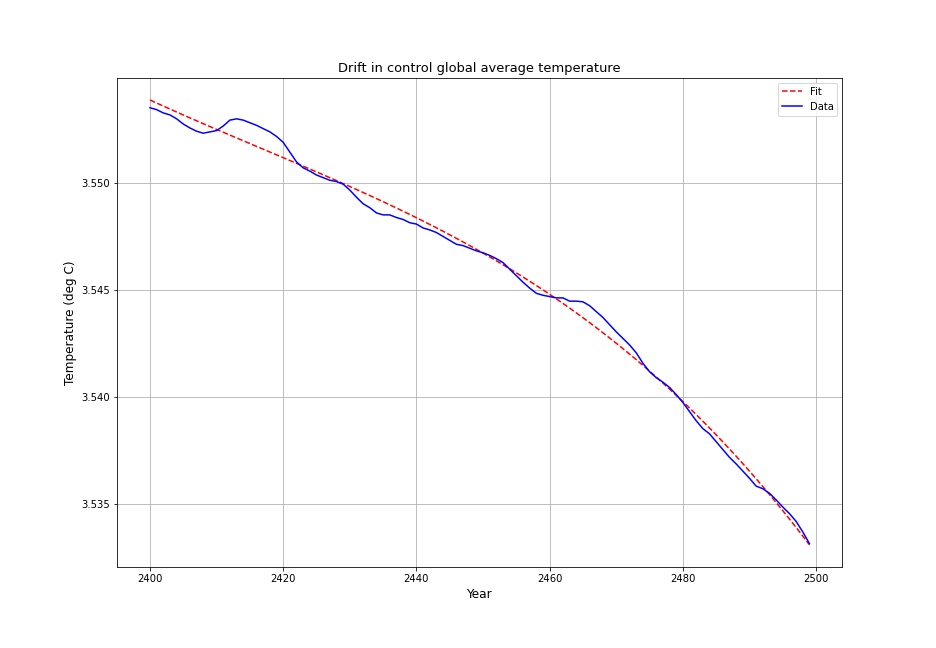 Drift in control global average temperature
Fit
Data
3.550
3.545
3.540
3.535
Temperature (deg C)
2400 2420 2440 2460 2480 2500
Year